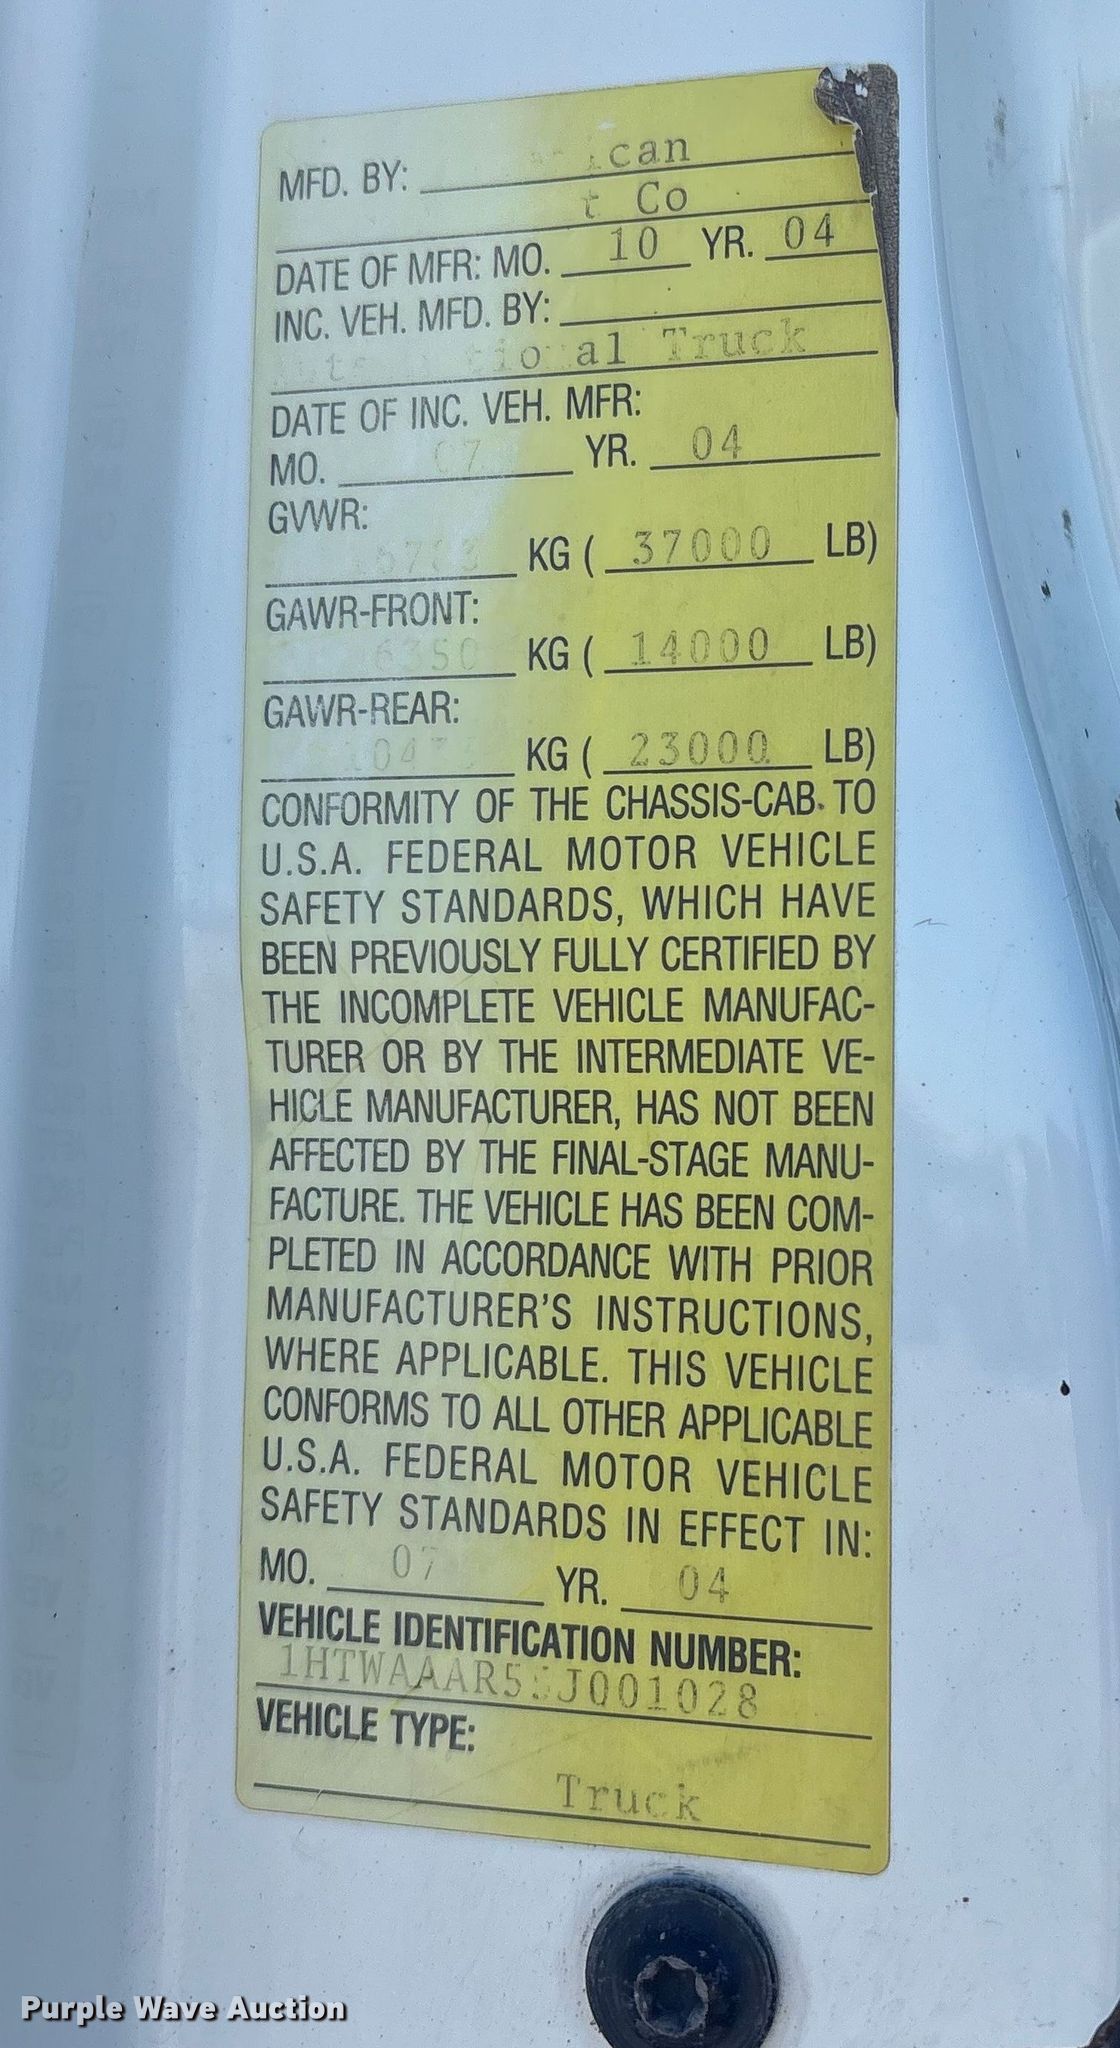 MFD. BY:
Co
DATE OF MFR: MO. 10 YR. 04
INC. VEH. MFD. BY:
Truck
DATE OF INC. VEH. MFR:
MO. 07 YR. 04
GVWR:
KG ( 37000 LB)
GAWR-FRONT:
6350 KG ( 14000 LB)
GAWR-REAR:
KG ( 23000 LB)
CONFORMITY OF THE CHASSIS-CAB TO
U.S.A. FEDERAL MOTOR VEHICLE
SAFETY STANDARDS, WHICH HAVE
BEEN PREVIOUSLY FULLY CERTIFIED BY
THE INCOMPLETE VEHICLE MANUFAC-
TURER OR BY THE INTERMEDIATE VE-
HICLE MANUFACTURER, HAS NOT BEEN
AFFECTED BY THE FINAL-STAGE MANU-
FACTURE. THE VEHICLE HAS BEEN COM-
PLETED IN ACCORDANCE WITH PRIOR
MANUFACTURER'S INSTRUCTIONS,
WHERE APPLICABLE. THIS VEHICLE
CONFORMS TO ALL OTHER APPLICABLE
U.S.A. FEDERAL MOTOR VEHICLE
SAFETY STANDARDS IN EFFECT IN:
MO. 07 YR. 04
VEHICLE IDENTIFICATION NUMBER:
1HTWAAAR55J001028
VEHICLE TYPE:
Truck
Purple Wave Auction